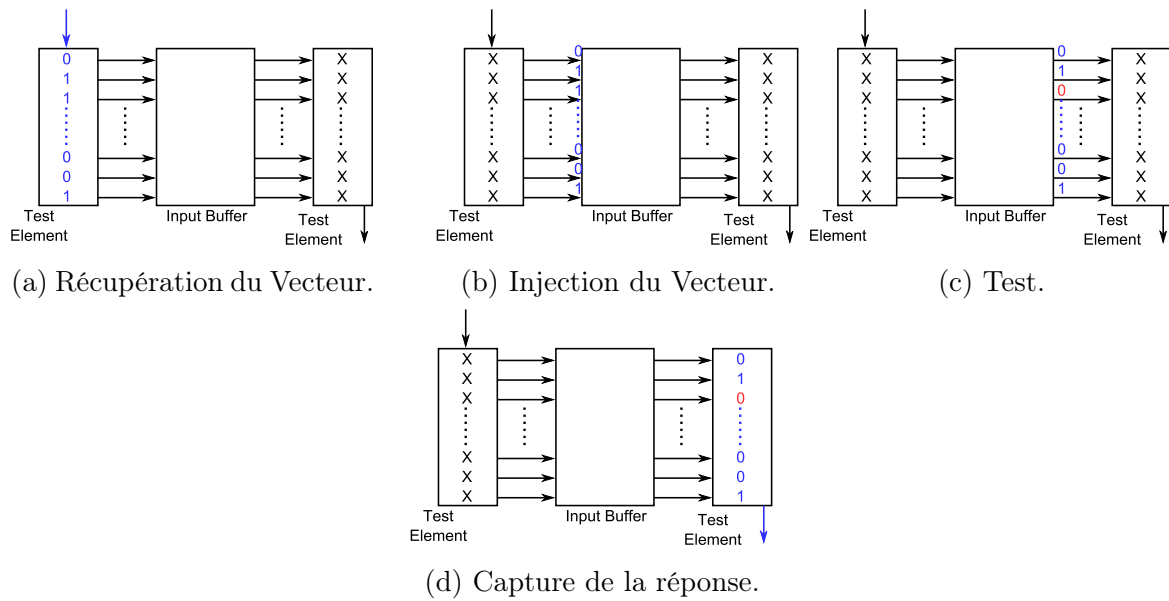 0 X
1 X
1 X
0 X
0 X
1 X
Test
Element
Input Buffer
Test
Element
(a) Récupération du Vecteur.
X 0 X
X 1 X
X 1 X
X 0 X
X 0 X
X 1 X
Test
Element
Input Buffer
Test
Element
(b) Injection du Vecteur.
X 0 X
X 1 X
X 0 X
X 0 X
X 0 X
X 1 X
Test
Element
Input Buffer
Test
Element
(c) Test.
X 0
X 1
X 0
X 0
X 0
X 1
Test
Element
Input Buffer
Test
Element
(d) Capture de la réponse.